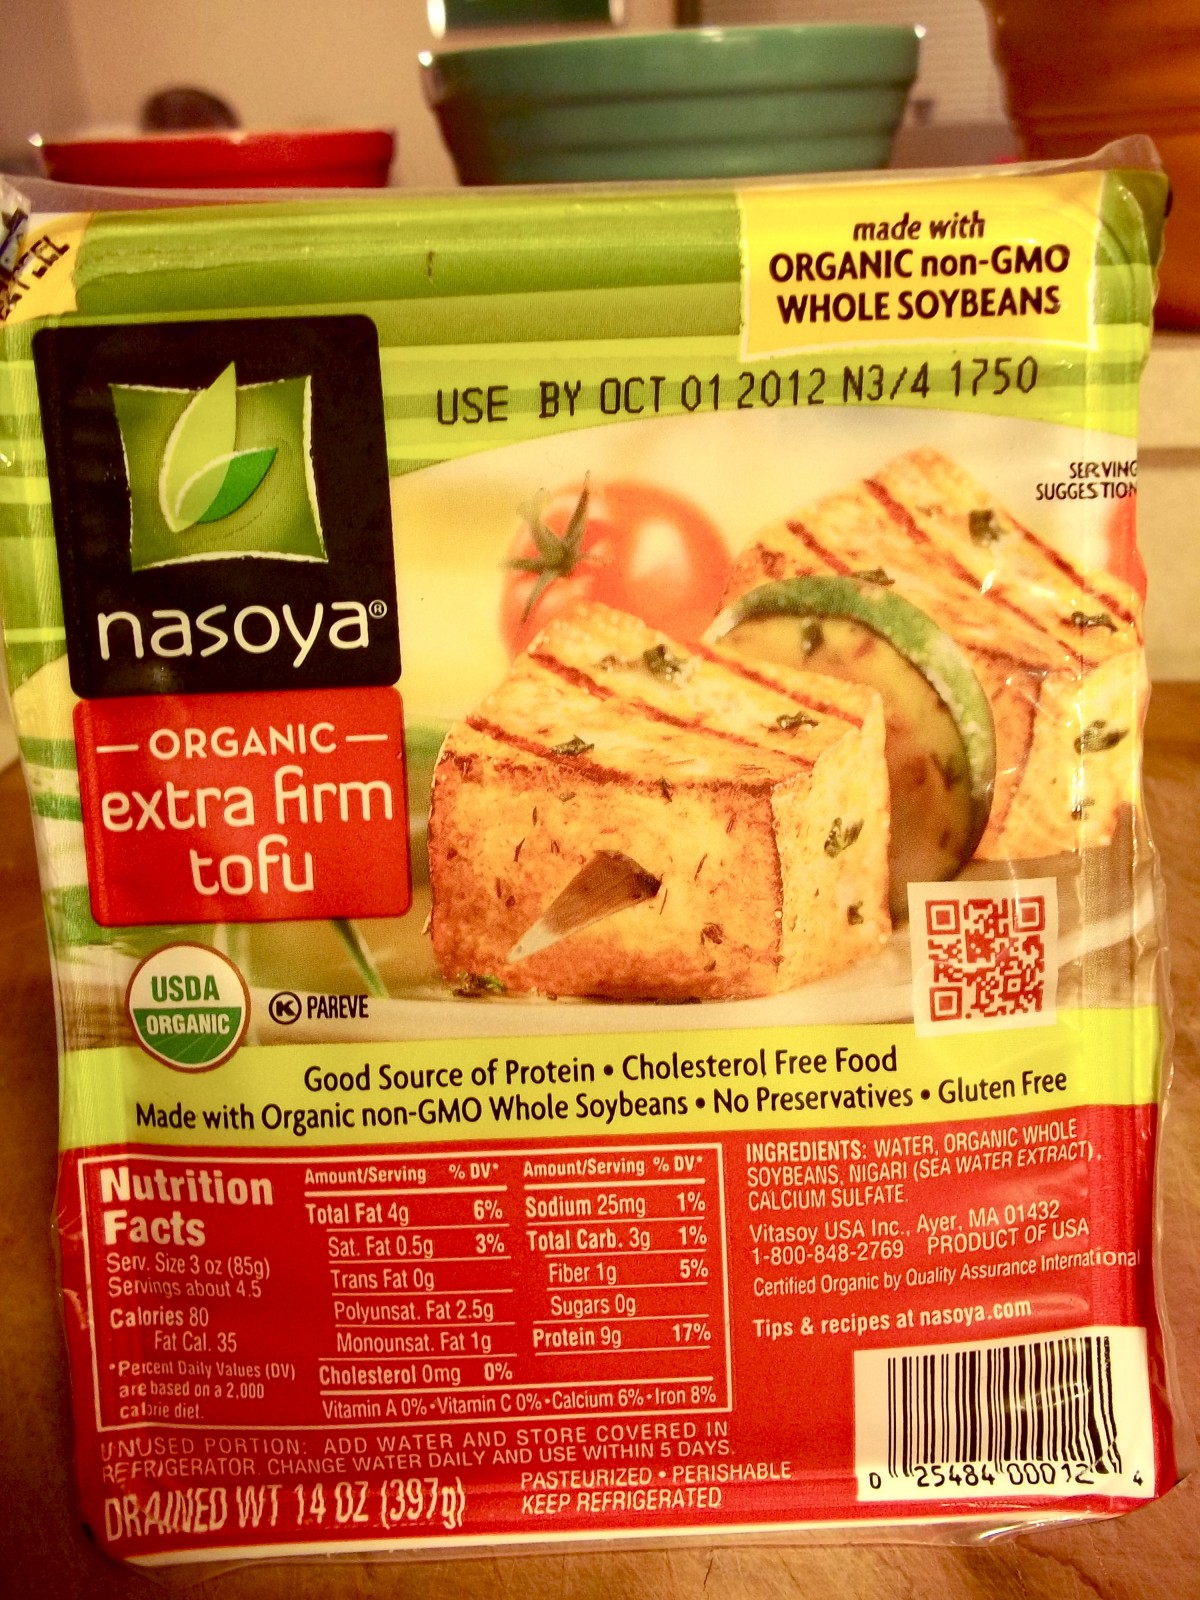 PEEL
made with
ORGANIC non-GMO
WHOLE SOYBEANS
USE BY OCT 01 2012 N3/4 1750
SERVING
SUGGESTION
nasoya®
— ORGANIC —
extra firm
tofu
USDA
ORGANIC
K PAREVE
Good Source of Protein • Cholesterol Free Food
Made with Organic non-GMO Whole Soybeans • No Preservatives • Gluten Free
Nutrition
Facts
Serv. Size 3 oz (85g)
Servings about 4.5
Calories 80
Fat Cal. 35
*Percent Daily Values (DV)
are based on a 2,000
calorie diet.
Amount/Serving % DV*
Total Fat 4g 6%
Sat. Fat 0.5g 3%
Trans Fat 0g
Polyunsat. Fat 2.5g
Monounsat. Fat 1g
Cholesterol 0mg 0%
Amount/Serving % DV*
Sodium 25mg 1%
Total Carb. 3g 1%
Fiber 1g 5%
Sugars 0g
Protein 9g 17%
Vitamin A 0% • Vitamin C 0% • Calcium 6% • Iron 8%
INGREDIENTS: WATER, ORGANIC WHOLE
SOYBEANS, NIGARI (SEA WATER EXTRACT),
CALCIUM SULFATE.
Vitasoy USA Inc., Ayer, MA 01432
1-800-848-2769 PRODUCT OF USA
Certified Organic by Quality Assurance International
Tips & recipes at nasoya.com
UNUSED PORTION: ADD WATER AND STORE COVERED IN
REFRIGERATOR. CHANGE WATER DAILY AND USE WITHIN 5 DAYS.
DRAINED WT 14 OZ (397g)
PASTEURIZED • PERISHABLE
KEEP REFRIGERATED
0 25484 00012 4